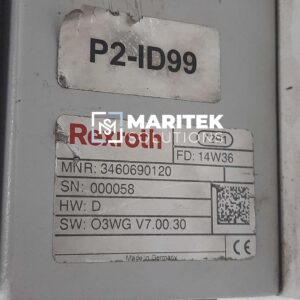 P2-ID99
MARITEK
SOLUTIONS
Rexroth
7241
FD: 14W36
MNR: 3460690120
SN: 000058
HW: D
SW: O3WG V7.00.30
Made in Germany
CE